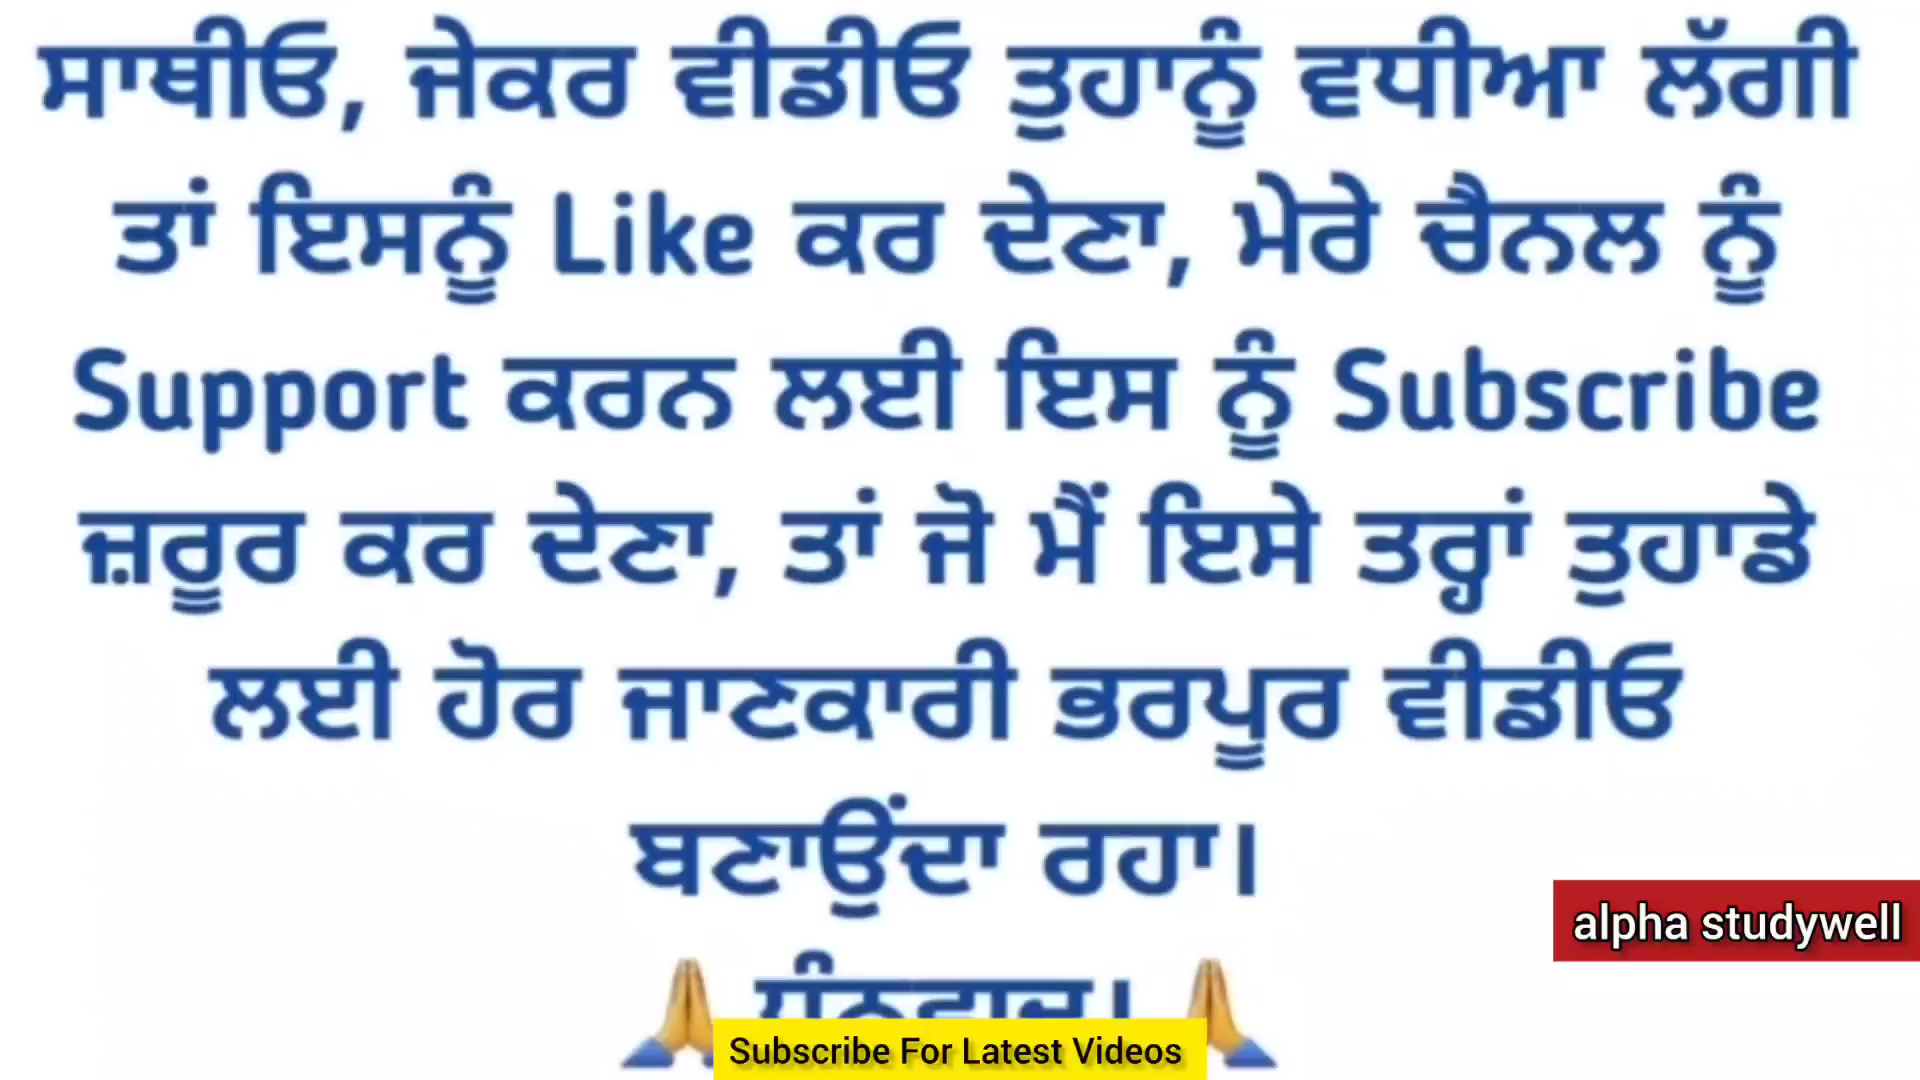 ਸਾਥੀਓ, ਜੇਕਰ ਵੀਡੀਓ ਤੁਹਾਨੂੰ ਵਧੀਆ ਲੱਗੀ
ਤਾਂ ਇਸਨੂੰ Like ਕਰ ਦੇਣਾ, ਮੇਰੇ ਚੈਨਲ ਨੂੰ
Support ਕਰਨ ਲਈ ਇਸ ਨੂੰ Subscribe
ਜ਼ਰੂਰ ਕਰ ਦੇਣਾ, ਤਾਂ ਜੋ ਮੈਂ ਇਸੇ ਤਰ੍ਹਾਂ ਤੁਹਾਡੇ
ਲਈ ਹੋਰ ਜਾਣਕਾਰੀ ਭਰਪੂਰ ਵੀਡੀਓ
ਬਣਾਉਂਦਾ ਰਹਾ।
alpha studywell
Subscribe For Latest Videos